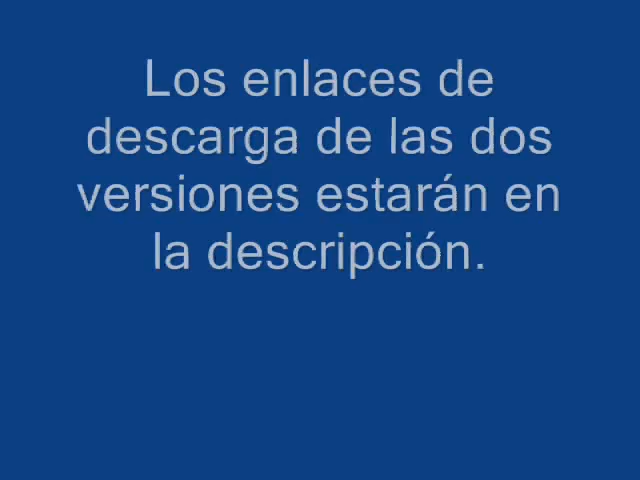 Los enlaces de
descarga de las dos
versiones estarán en
la descripción.